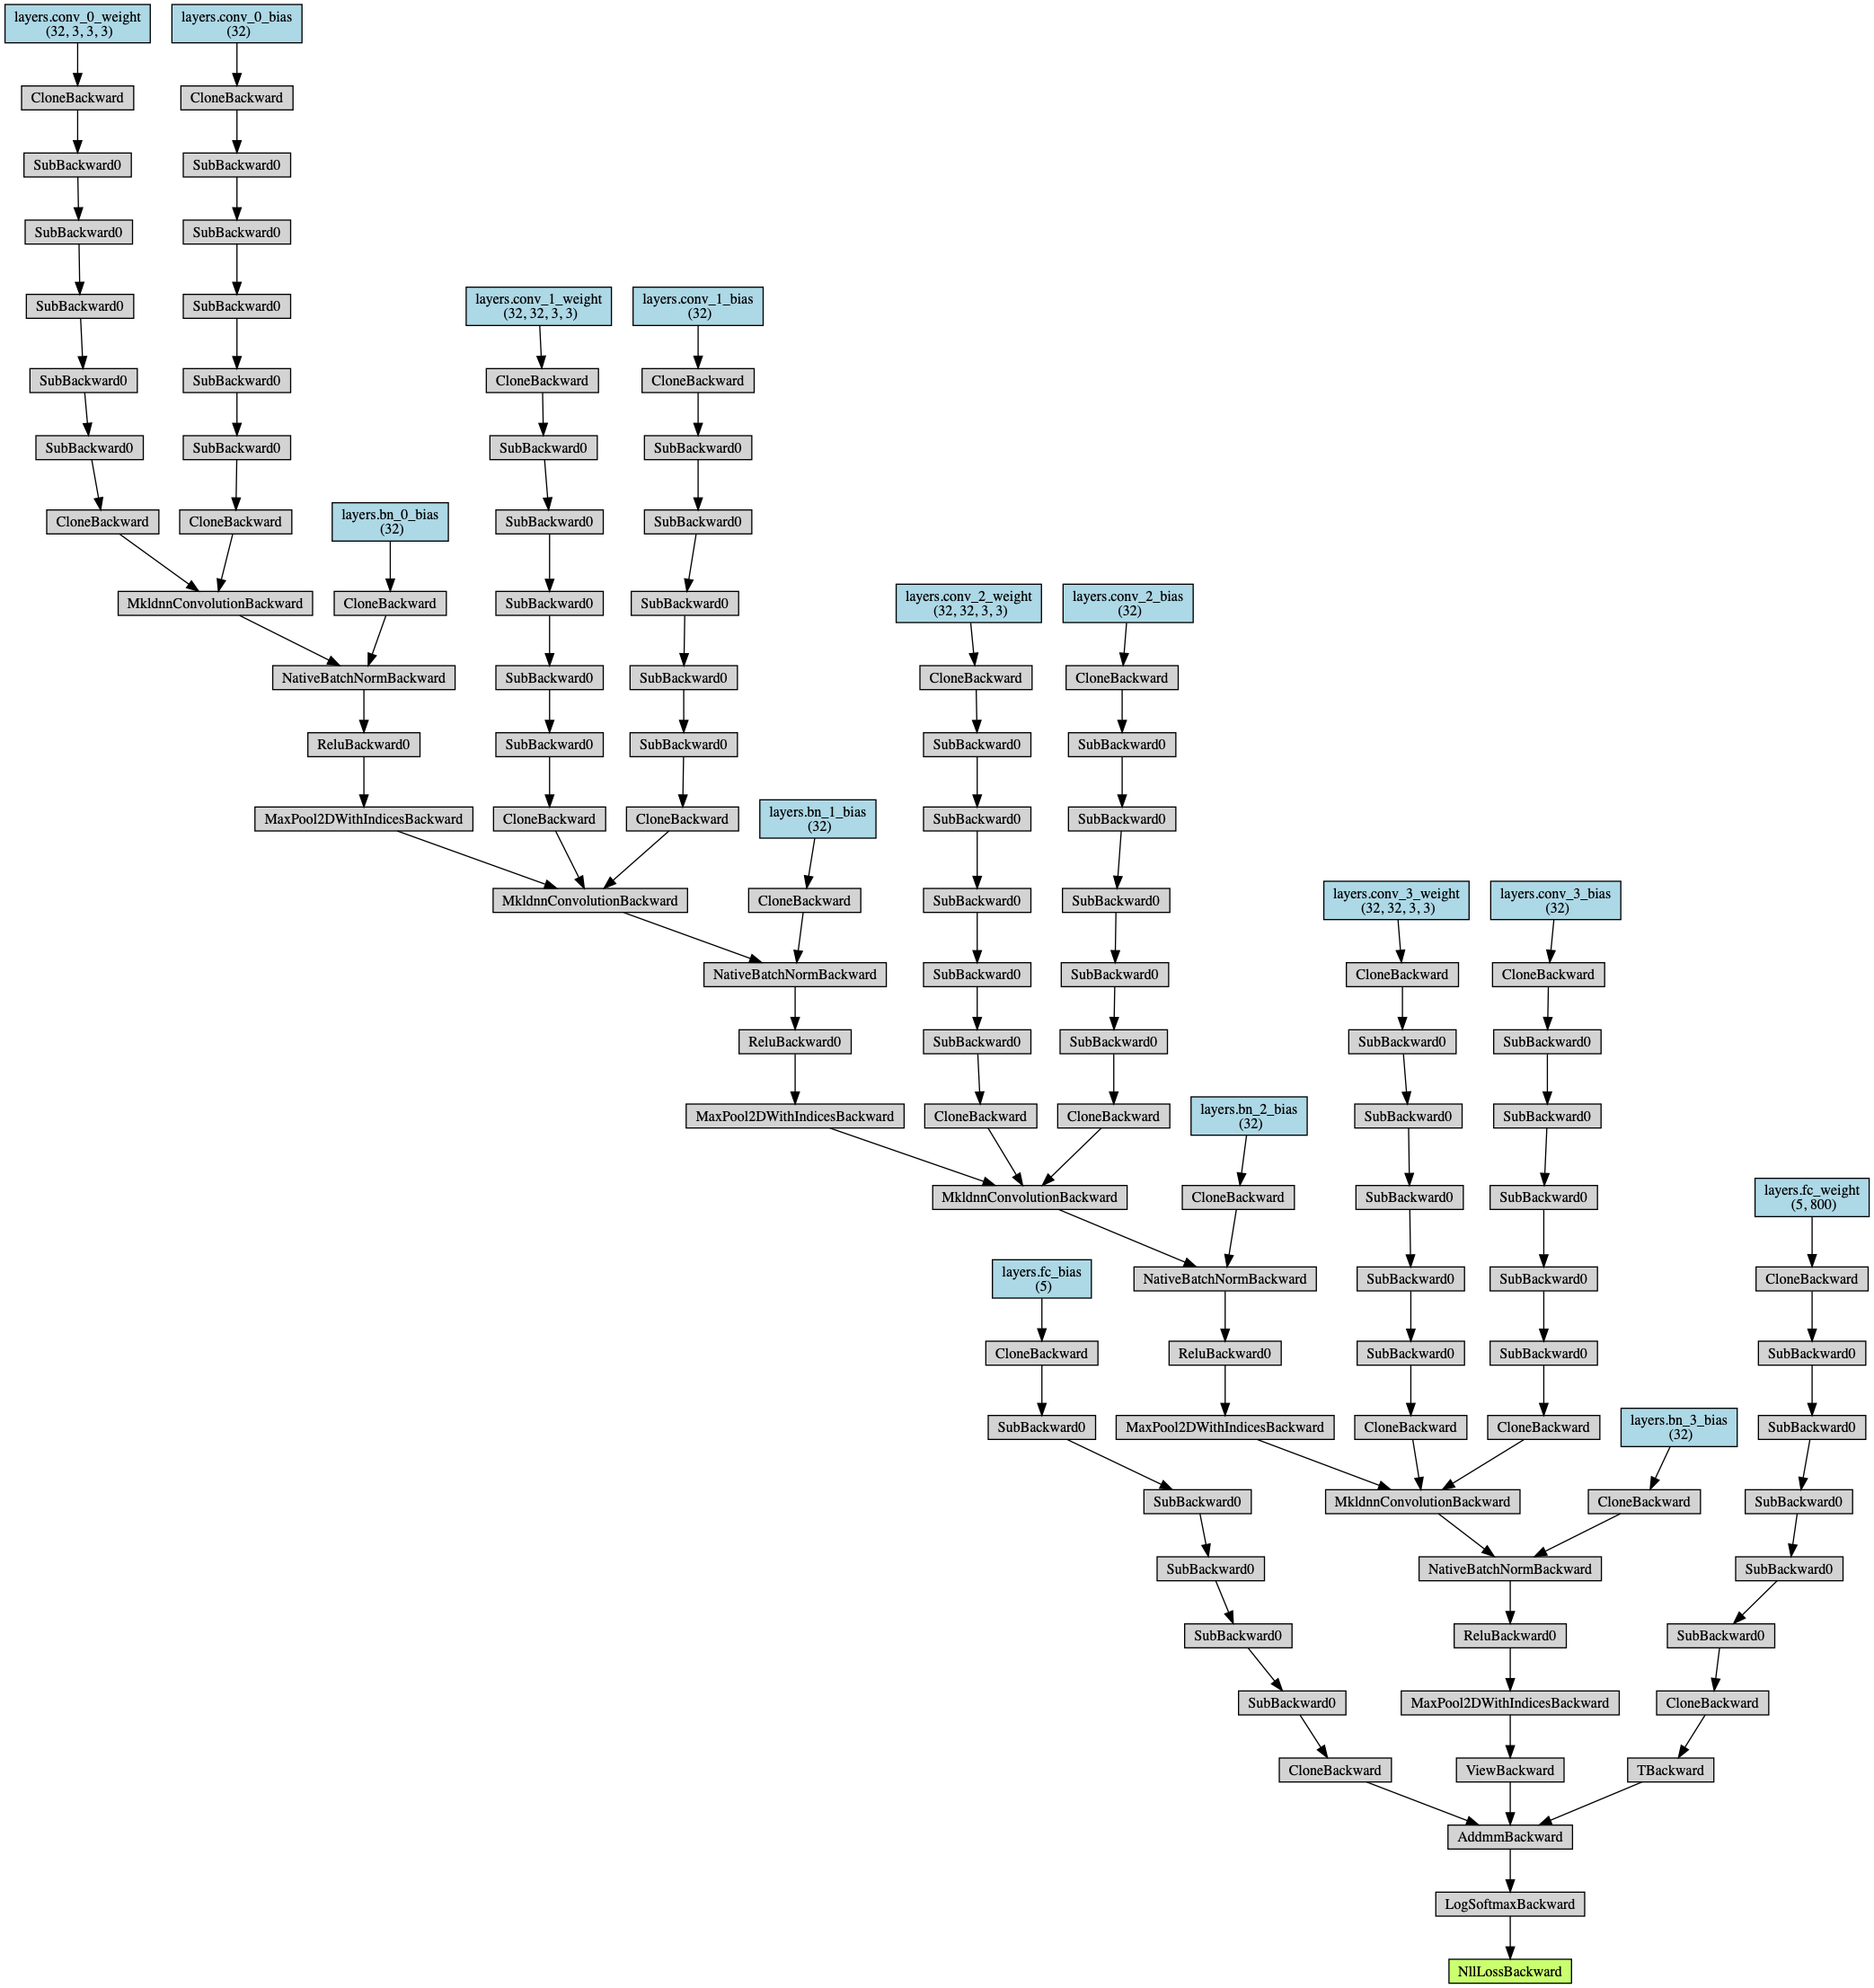 layers.conv_0_weight
(32, 3, 3, 3)
layers.conv_0_bias
(32)
CloneBackward
CloneBackward
SubBackward0
SubBackward0
SubBackward0
SubBackward0
SubBackward0
SubBackward0
layers.conv_1_weight
(32, 32, 3, 3)
layers.conv_1_bias
(32)
SubBackward0
SubBackward0
CloneBackward
CloneBackward
SubBackward0
SubBackward0
SubBackward0
SubBackward0
CloneBackward
CloneBackward
layers.bn_0_bias
(32)
SubBackward0
SubBackward0
MkldnnConvolutionBackward
CloneBackward
SubBackward0
SubBackward0
layers.conv_2_weight
(32, 32, 3, 3)
layers.conv_2_bias
(32)
NativeBatchNormBackward
SubBackward0
SubBackward0
CloneBackward
CloneBackward
ReluBackward0
SubBackward0
SubBackward0
SubBackward0
SubBackward0
MaxPool2DWithIndicesBackward
CloneBackward
CloneBackward
layers.bn_1_bias
(32)
SubBackward0
SubBackward0
MkldnnConvolutionBackward
CloneBackward
SubBackward0
SubBackward0
layers.conv_3_weight
(32, 32, 3, 3)
layers.conv_3_bias
(32)
NativeBatchNormBackward
SubBackward0
SubBackward0
CloneBackward
CloneBackward
ReluBackward0
SubBackward0
SubBackward0
SubBackward0
SubBackward0
MaxPool2DWithIndicesBackward
CloneBackward
CloneBackward
layers.bn_2_bias
(32)
SubBackward0
SubBackward0
MkldnnConvolutionBackward
CloneBackward
SubBackward0
SubBackward0
layers.fc_weight
(5, 800)
layers.fc_bias
(5)
NativeBatchNormBackward
SubBackward0
SubBackward0
CloneBackward
CloneBackward
ReluBackward0
SubBackward0
SubBackward0
SubBackward0
SubBackward0
MaxPool2DWithIndicesBackward
CloneBackward
CloneBackward
layers.bn_3_bias
(32)
SubBackward0
SubBackward0
MkldnnConvolutionBackward
CloneBackward
SubBackward0
SubBackward0
NativeBatchNormBackward
SubBackward0
SubBackward0
ReluBackward0
SubBackward0
SubBackward0
MaxPool2DWithIndicesBackward
CloneBackward
CloneBackward
ViewBackward
TBackward
AddmmBackward
LogSoftmaxBackward
NllLossBackward